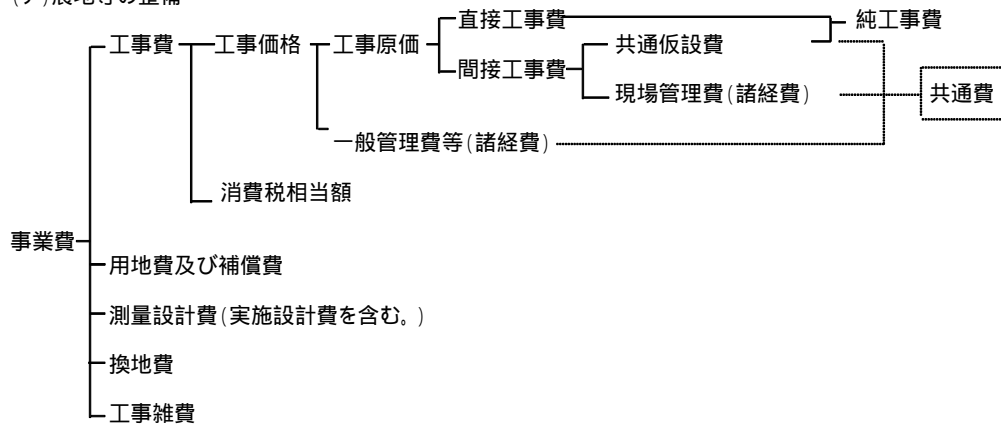 直接工事費 純工事費
工事費 工事価格 工事原価 共通仮設費
間接工事費
現場管理費(諸経費) 共通費
一般管理費等(諸経費)
消費税相当額
事業費
用地費及び補償費
測量設計費(実施設計費を含む。)
換地費
工事雑費